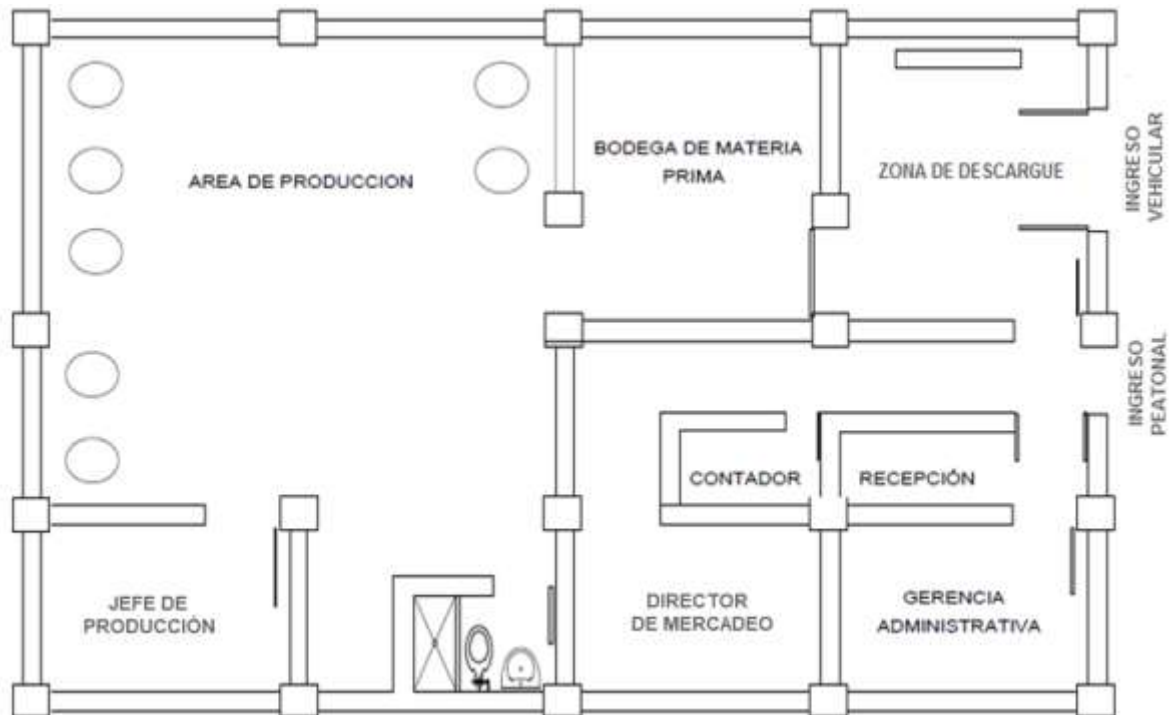 AREA DE PRODUCCION
BODEGA DE MATERIA
PRIMA
ZONA DE DESCARGUE
INGRESO
VEHICULAR
INGRESO
PEATONAL
CONTADOR
RECEPCIÓN
JEFE DE
PRODUCCIÓN
DIRECTOR
DE MERCADEO
GERENCIA
ADMINISTRATIVA